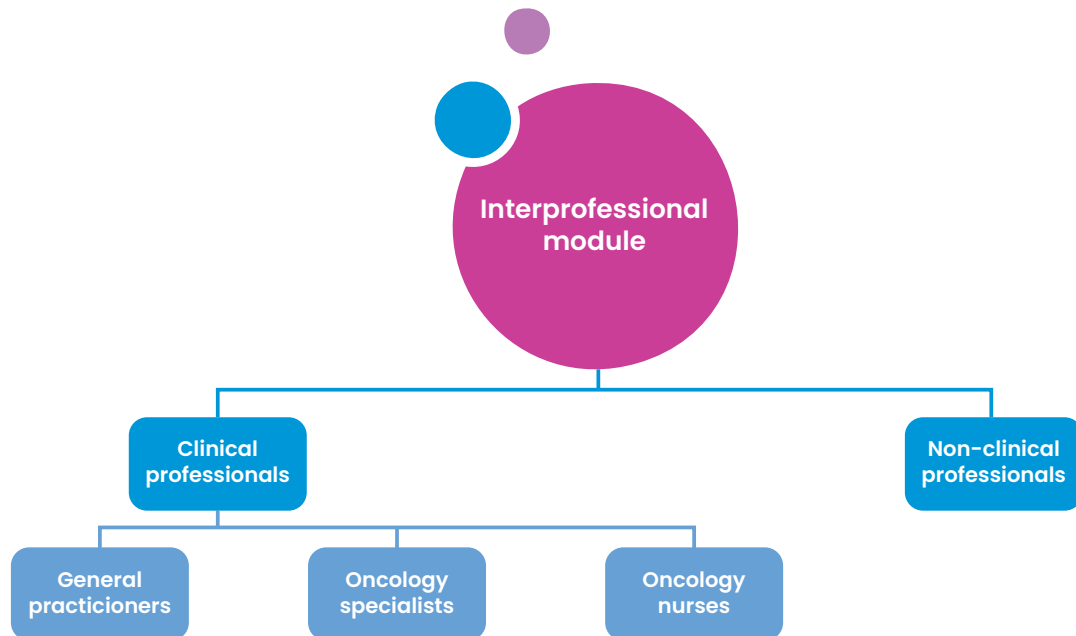 Interprofessional
module
Clinical
professionals
Non-clinical
professionals
General
practicioners
Oncology
specialists
Oncology
nurses